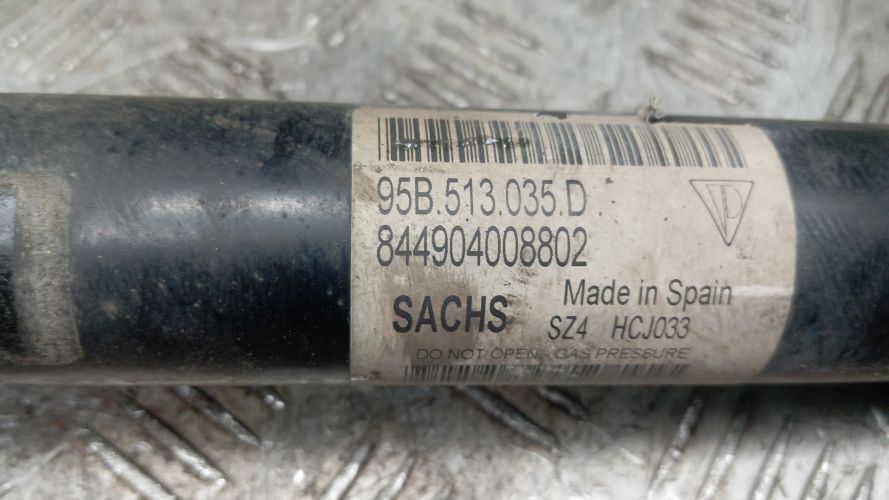 95B.513.035.D
844904008802
Made in Spain
SACHS SZ4 HCJ033
DO NOT OPEN - GAS PRESSURE